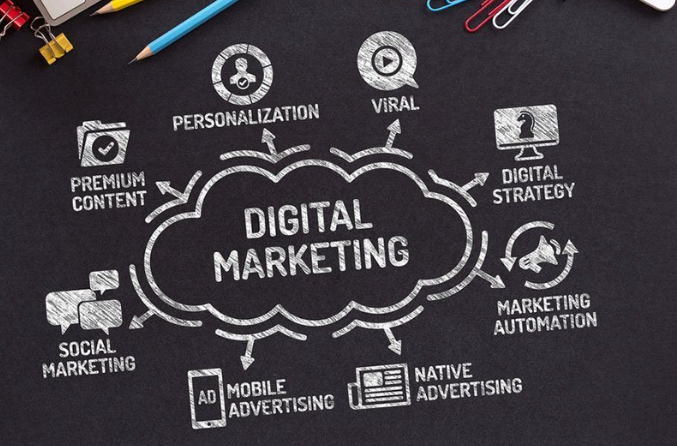 DIGITAL
MARKETING
PERSONALIZATION
VIRAL
PREMIUM
CONTENT
DIGITAL
STRATEGY
MARKETING
AUTOMATION
SOCIAL
MARKETING
AD
MOBILE
ADVERTISING
NATIVE
ADVERTISING